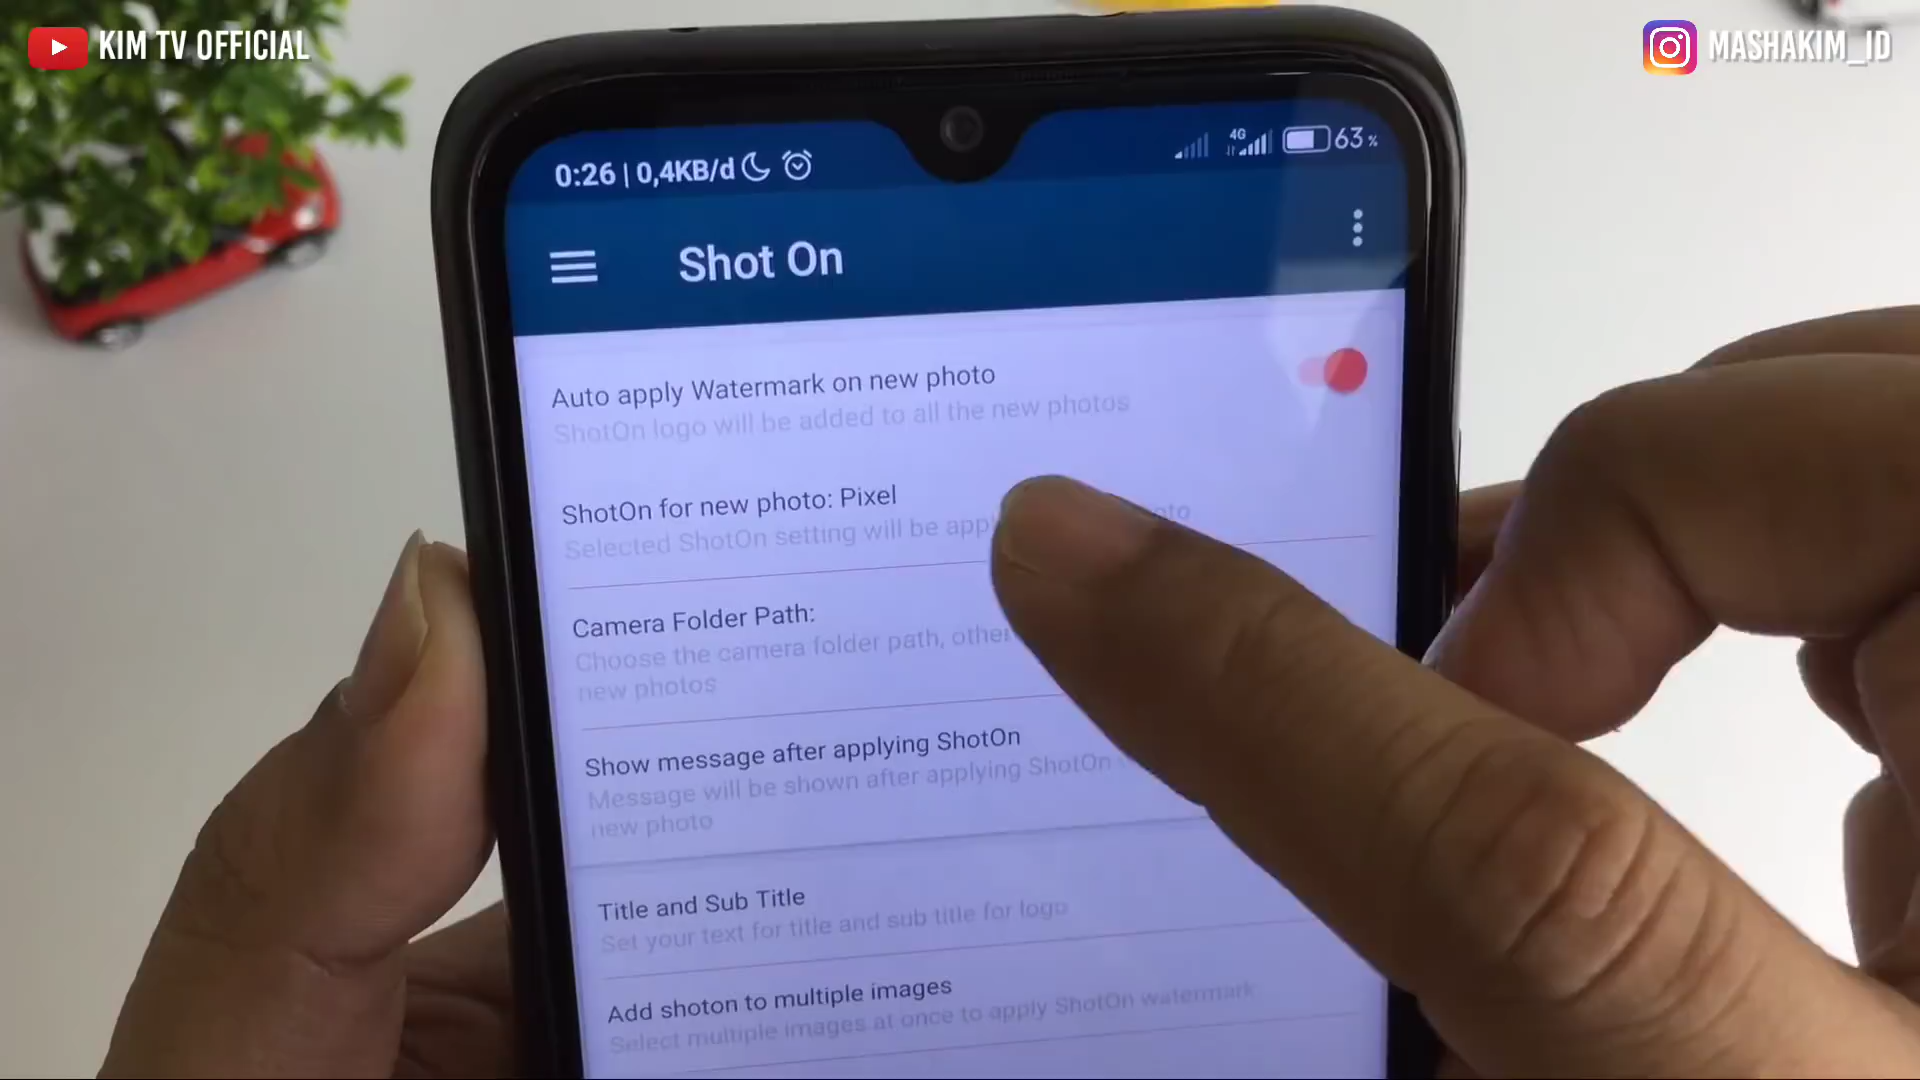 KIM TV OFFICIAL
MASHAKIM_ID
0:26 | 0,4KB/d
4G
63%
Shot On
Auto apply Watermark on new photo
ShotOn logo will be added to all the new photos
ShotOn for new photo: Pixel
Selected ShotOn setting will be
Camera Folder Path:
Choose the camera folder path,
new photos
Show message after applying ShotOn
Message will be shown after applying ShotOn
new photo
Title and Sub Title
Set your text for title and sub title for logo
Add shoton to multiple images
Select multiple images at once to apply ShotOn watermark